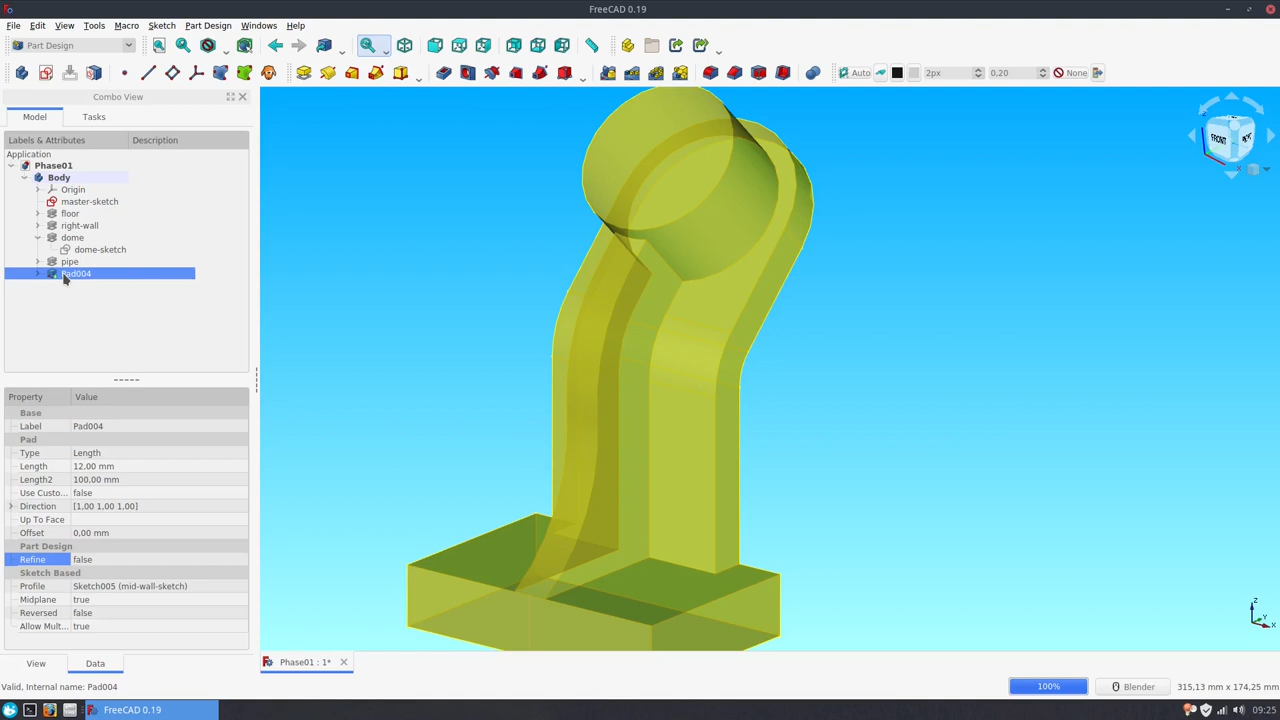 FreeCAD 0.19
File Edit View Tools Macro Sketch Part Design Windows Help
Part Design
Auto 2px 0,20 None
Combo View
Model Tasks
Labels & Attributes Description
Application
Phase01
Body
Origin
master-sketch
floor
right-wall
dome
dome-sketch
pipe
Pad004
Property Value
Base
Label Pad004
Pad
Type Length
Length 12,00 mm
Length2 100,00 mm
Use Custo... false
Direction [1.00 1.00 1.00]
Up To Face
Offset 0,00 mm
Part Design
Refine false
Sketch Based
Profile Sketch005 (mid-wall-sketch)
Midplane true
Reversed false
Allow Mult... true
View Data
FRONT
Z
X
Phase01 : 1*
Valid, Internal name: Pad004
100% Blender 315,13 mm x 174,25 mm
FreeCAD 0.19 09:25